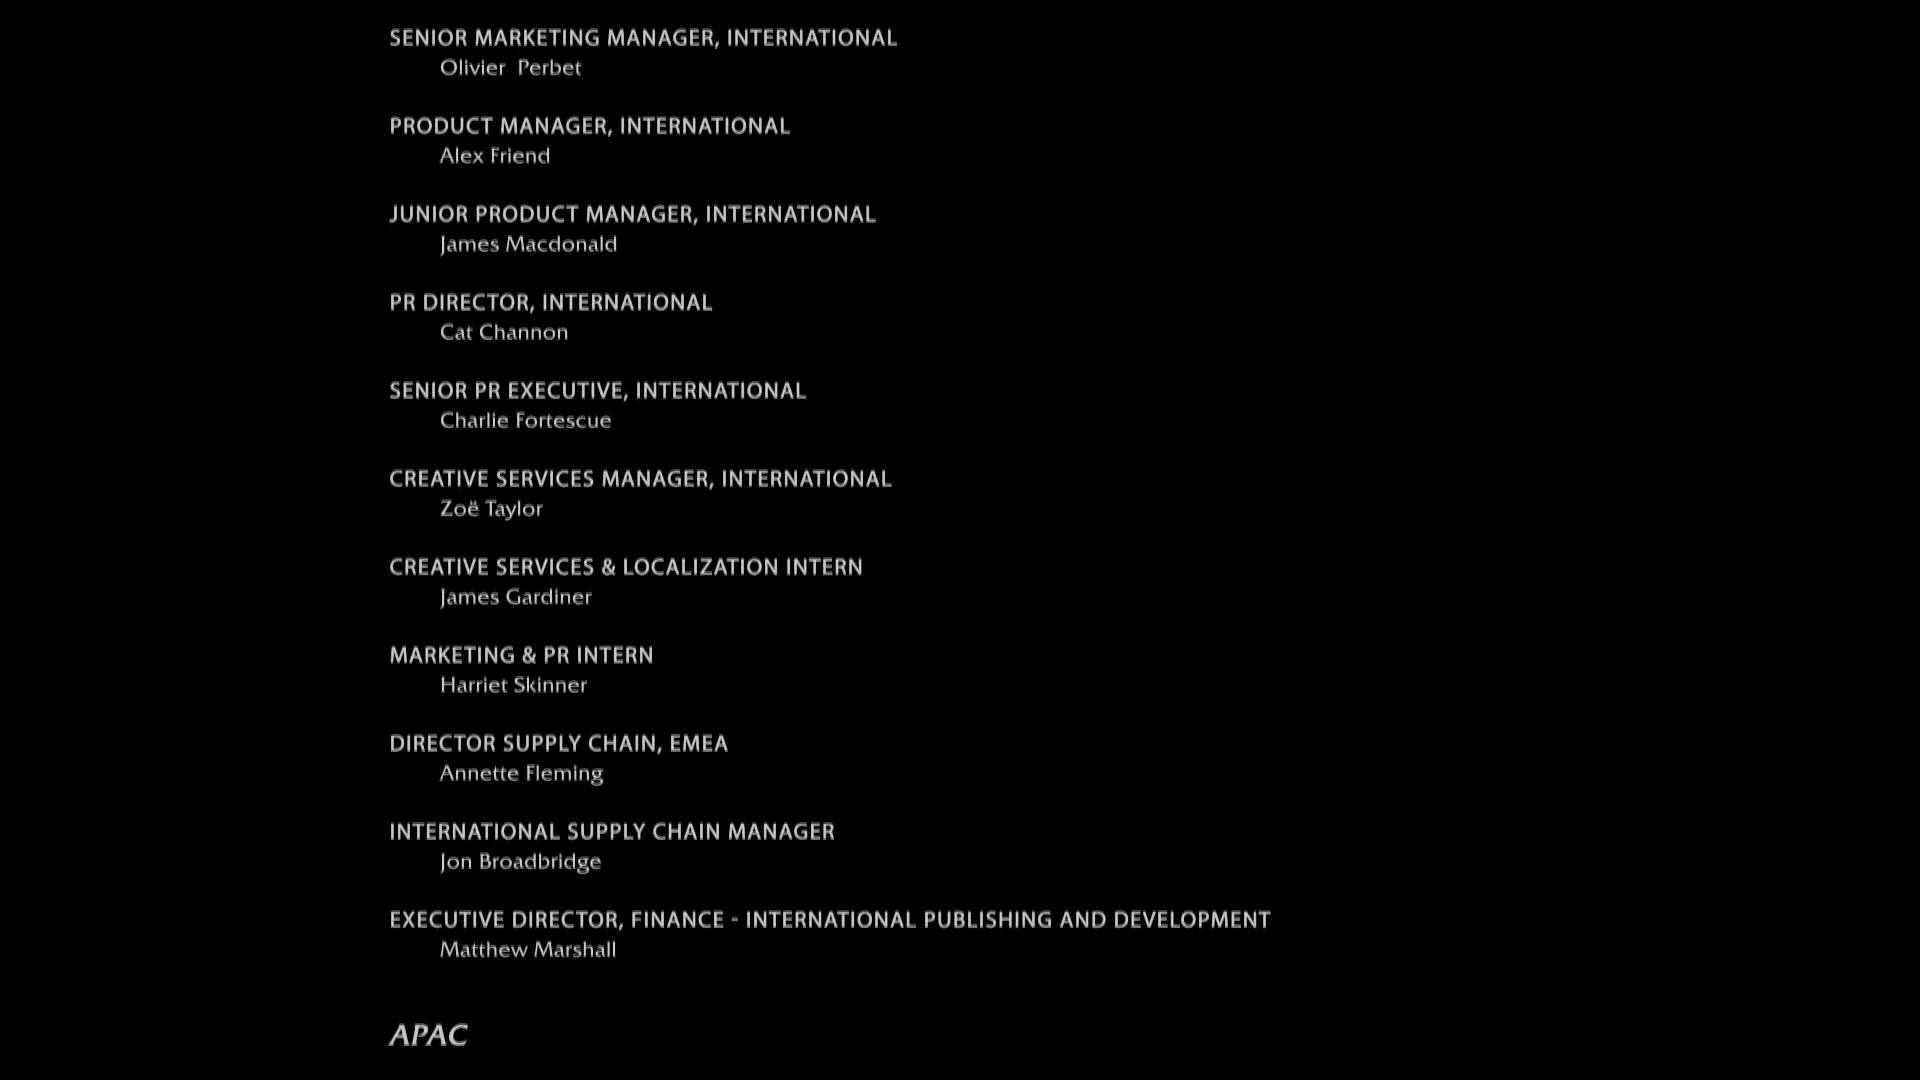 SENIOR MARKETING MANAGER, INTERNATIONAL
Olivier  Perbet
PRODUCT MANAGER, INTERNATIONAL
Alex Friend
JUNIOR PRODUCT MANAGER, INTERNATIONAL
James Macdonald
PR DIRECTOR, INTERNATIONAL
Cat Channon
SENIOR PR EXECUTIVE, INTERNATIONAL
Charlie Fortescue
CREATIVE SERVICES MANAGER, INTERNATIONAL
Zoë Taylor
CREATIVE SERVICES & LOCALIZATION INTERN
James Gardiner
MARKETING & PR INTERN
Harriet Skinner
DIRECTOR SUPPLY CHAIN, EMEA
Annette Fleming
INTERNATIONAL SUPPLY CHAIN MANAGER
Jon Broadbridge
EXECUTIVE DIRECTOR, FINANCE - INTERNATIONAL PUBLISHING AND DEVELOPMENT
Matthew Marshall
APAC